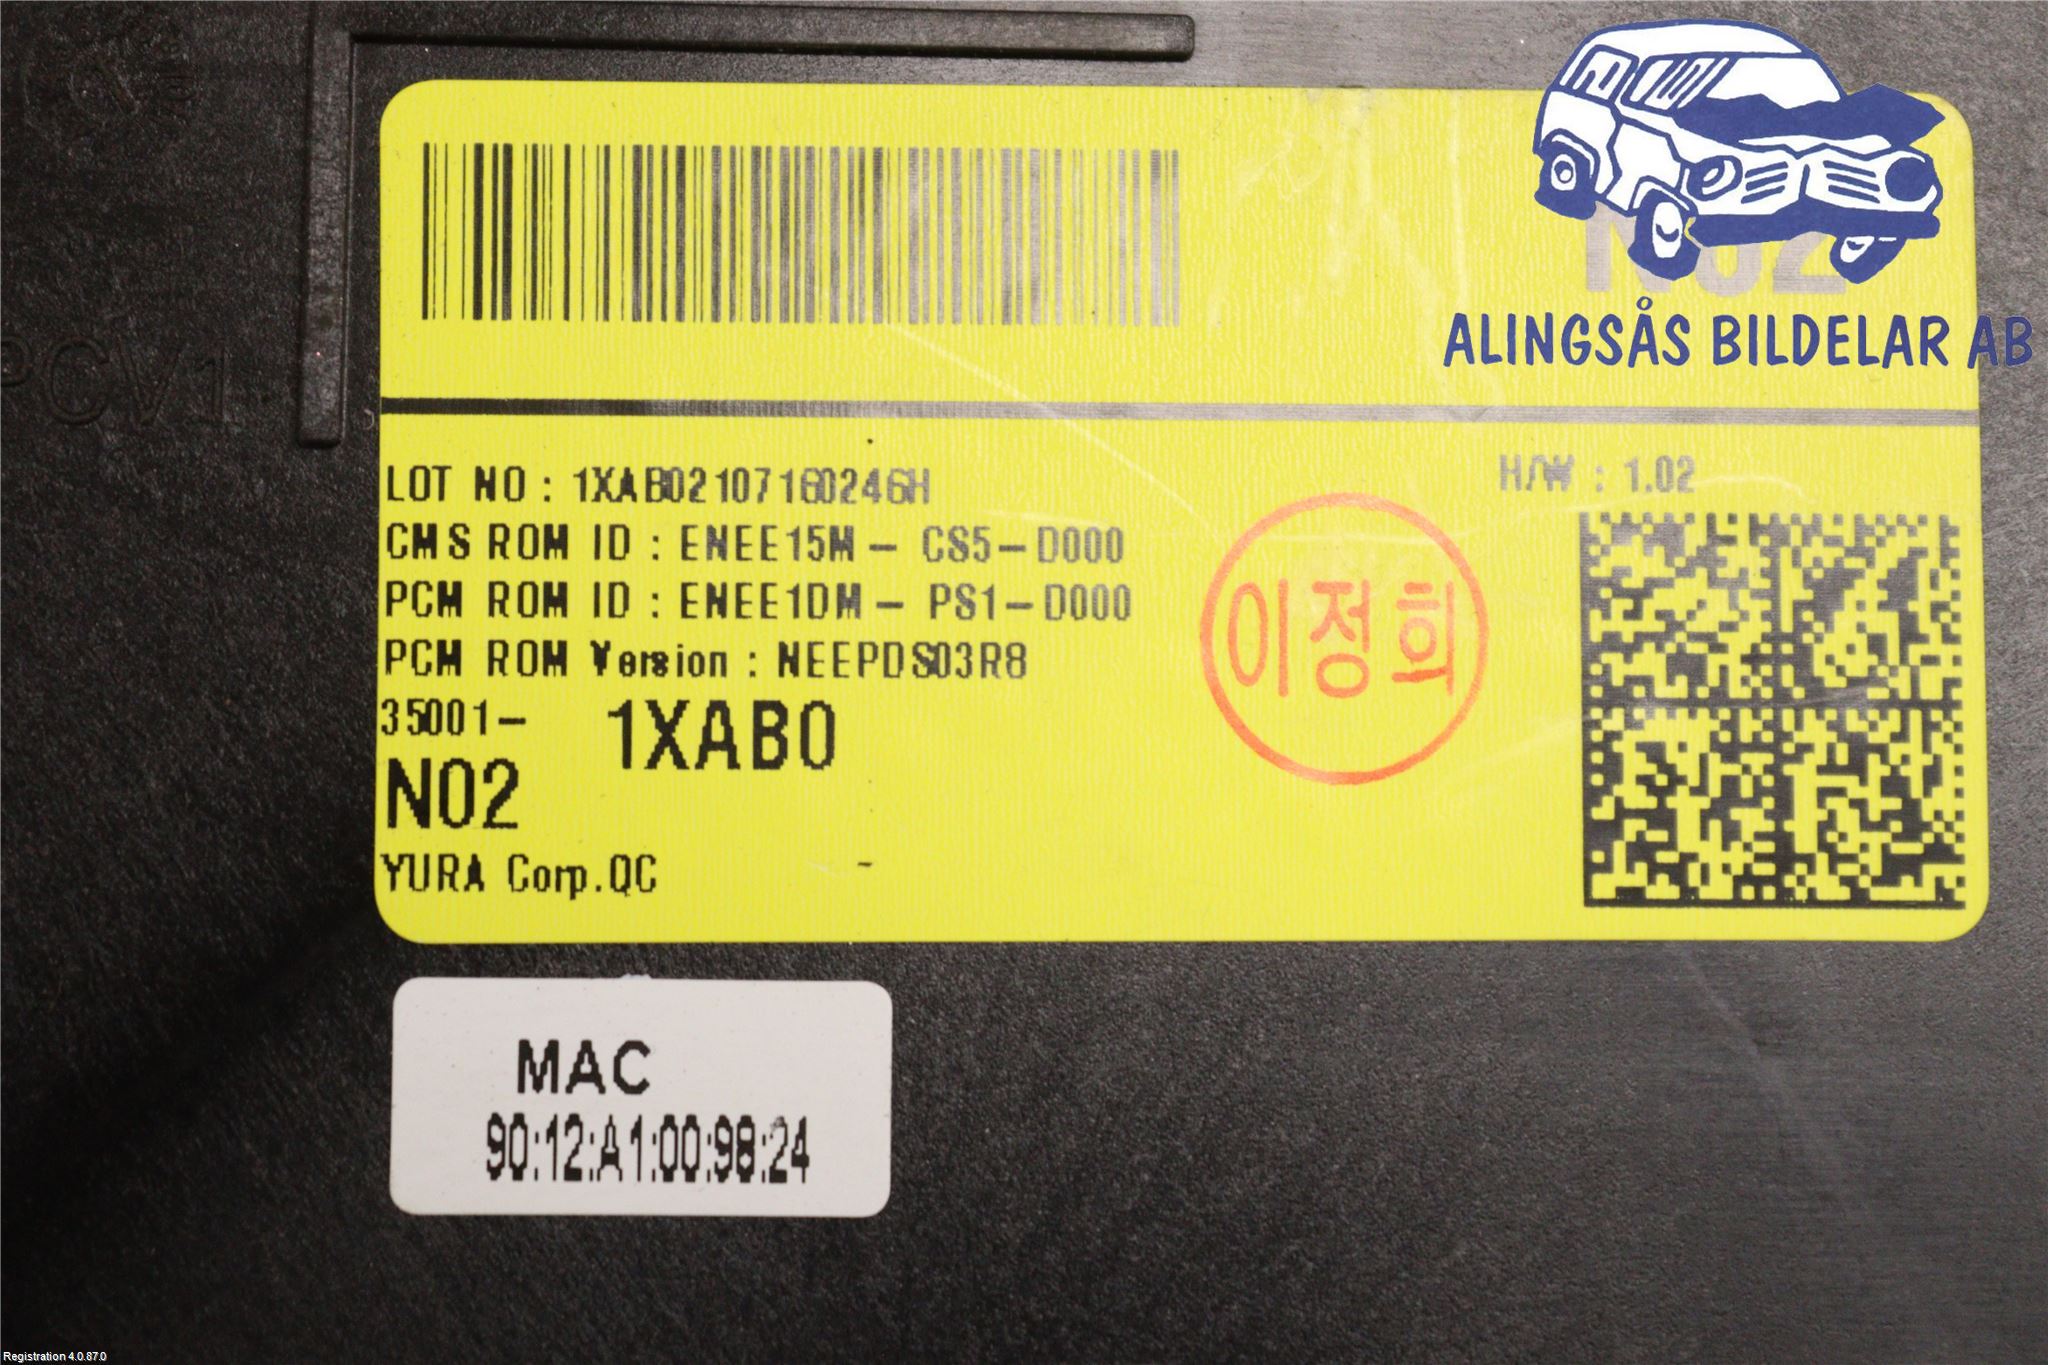 N02
ALINGSÅS BILDELAR AB
PCV1
LOT NO : 1XAB02107160246H
H/W : 1.02
CMS ROM ID : ENEE15M - CS5-D000
PCM ROM ID : ENEE1DM - PS1-D000
PCM ROM Version : NEEPDS03R8
이정희
35001-
1XAB0
N02
YURA Corp.QC
MAC
90:12:A1:00:98:24
Registration 4.0.87.0